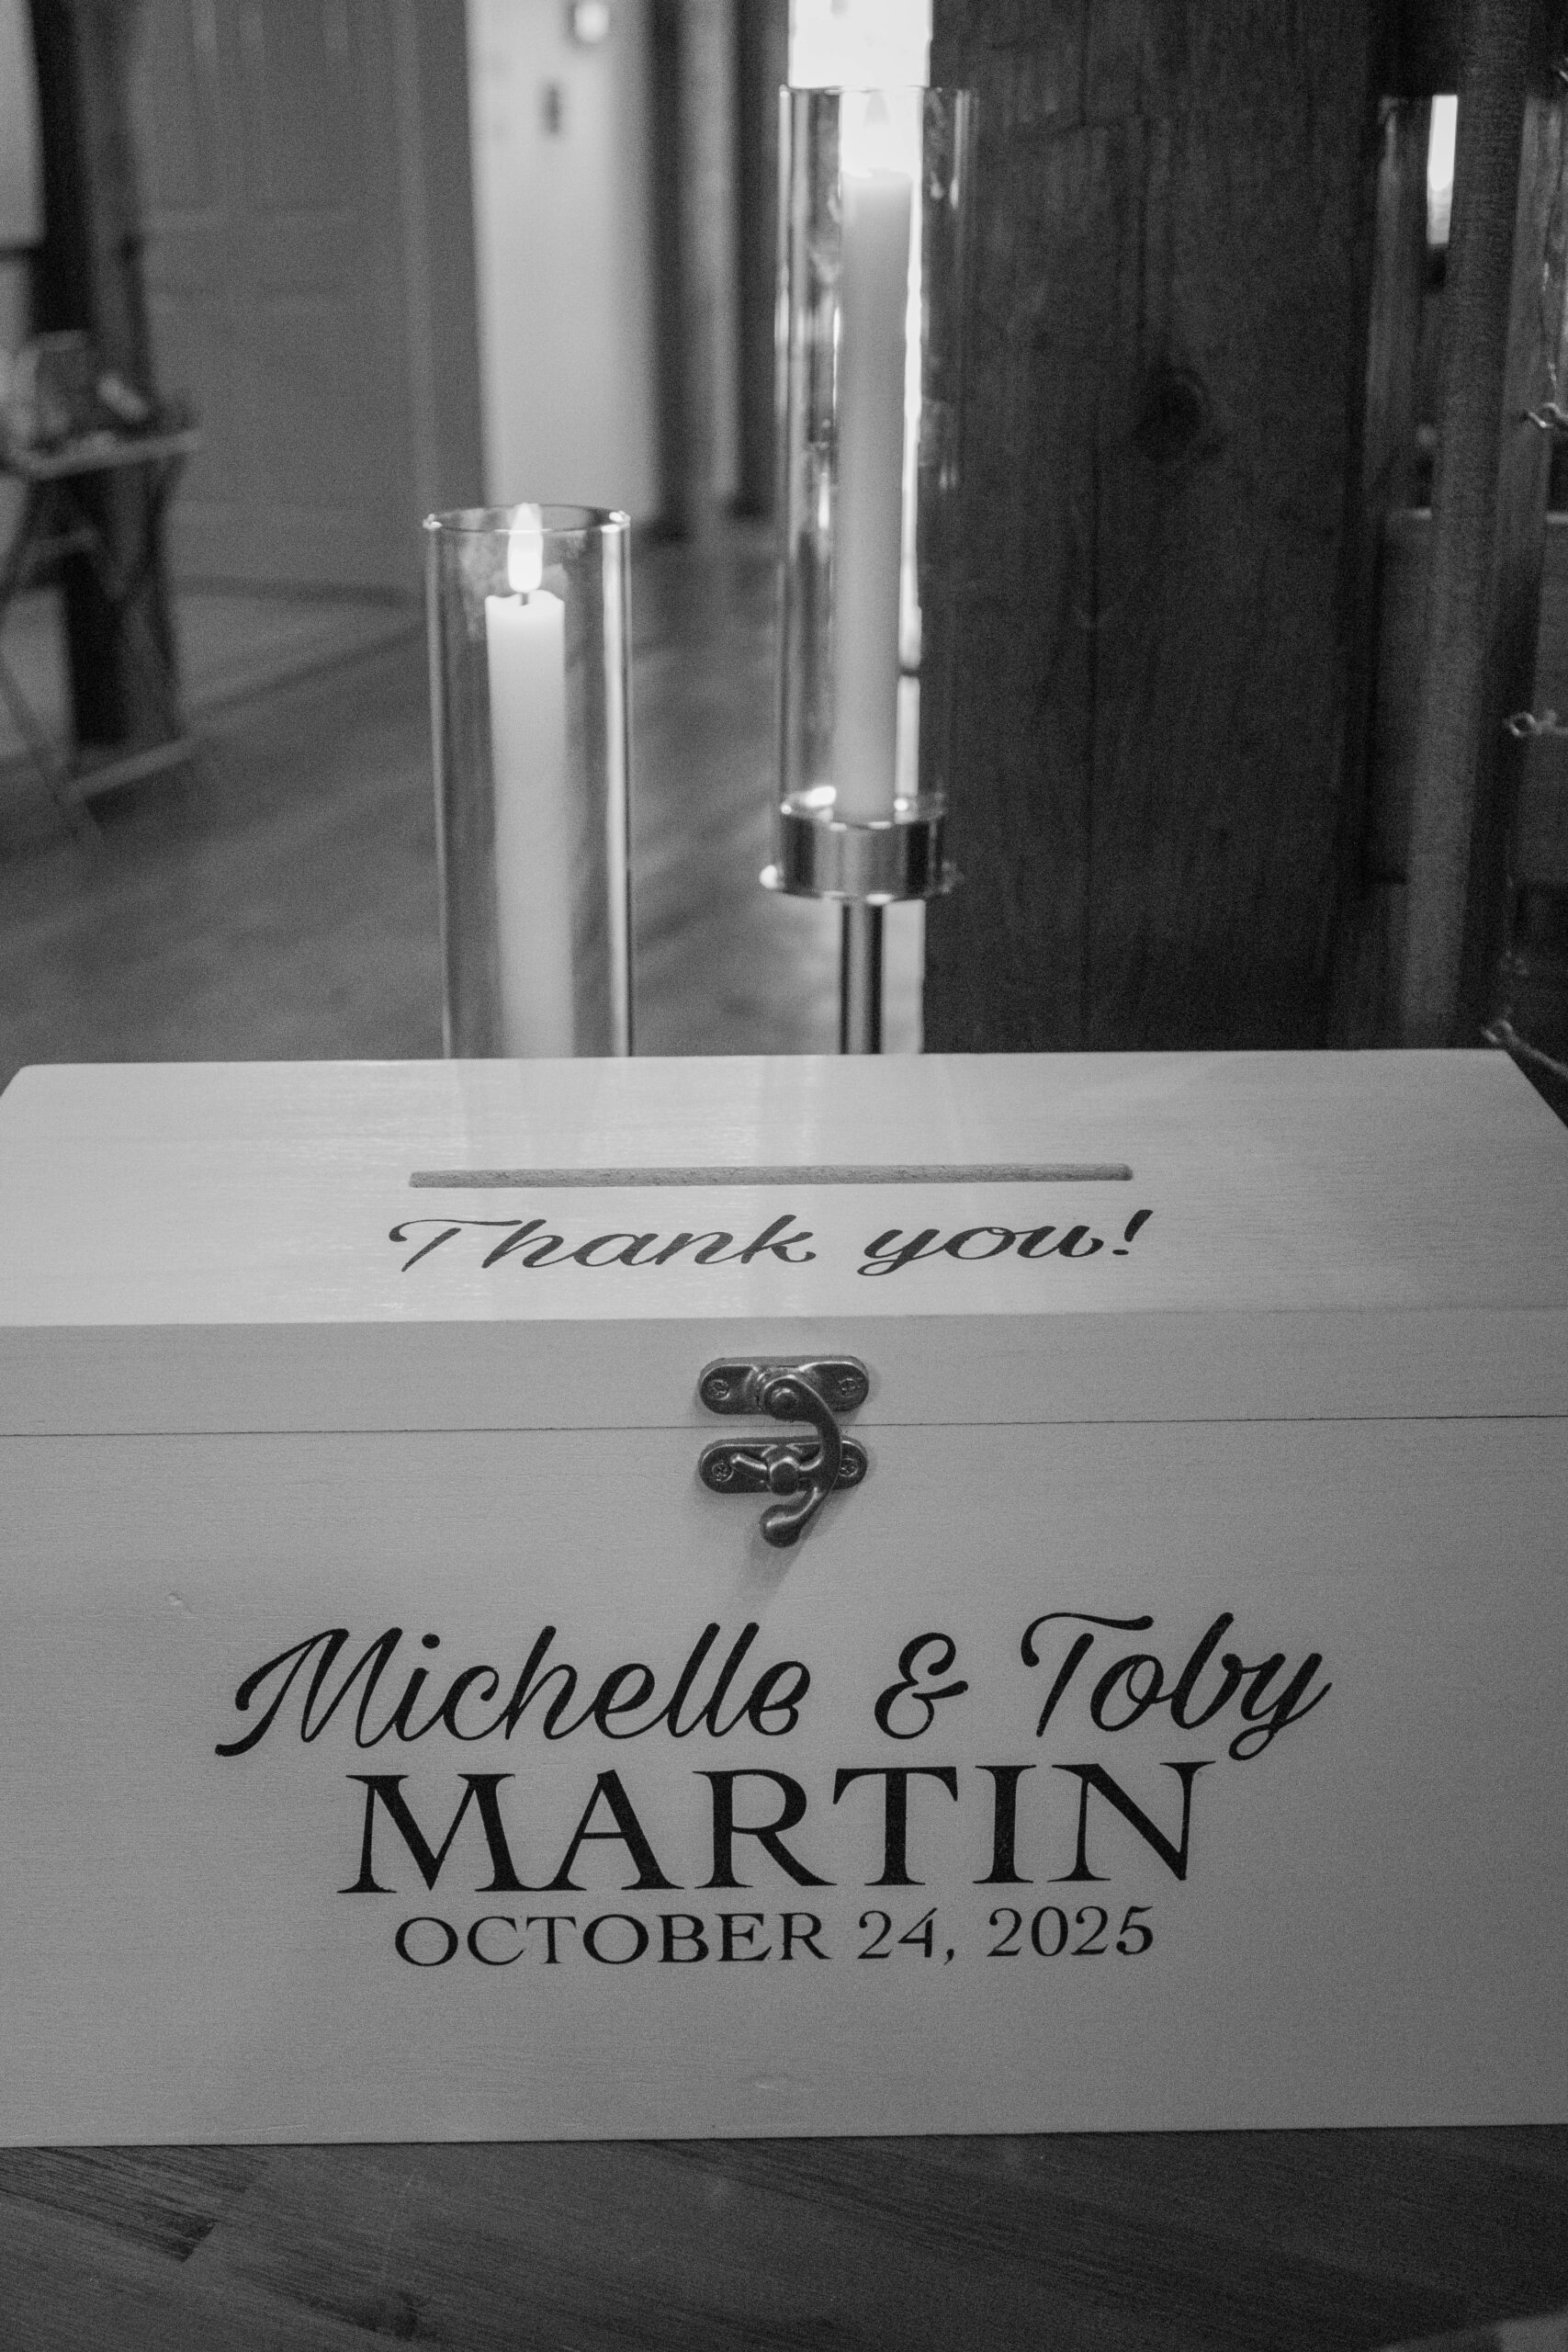 Thank you!
Michelle & Toby
MARTIN
OCTOBER 24, 2025